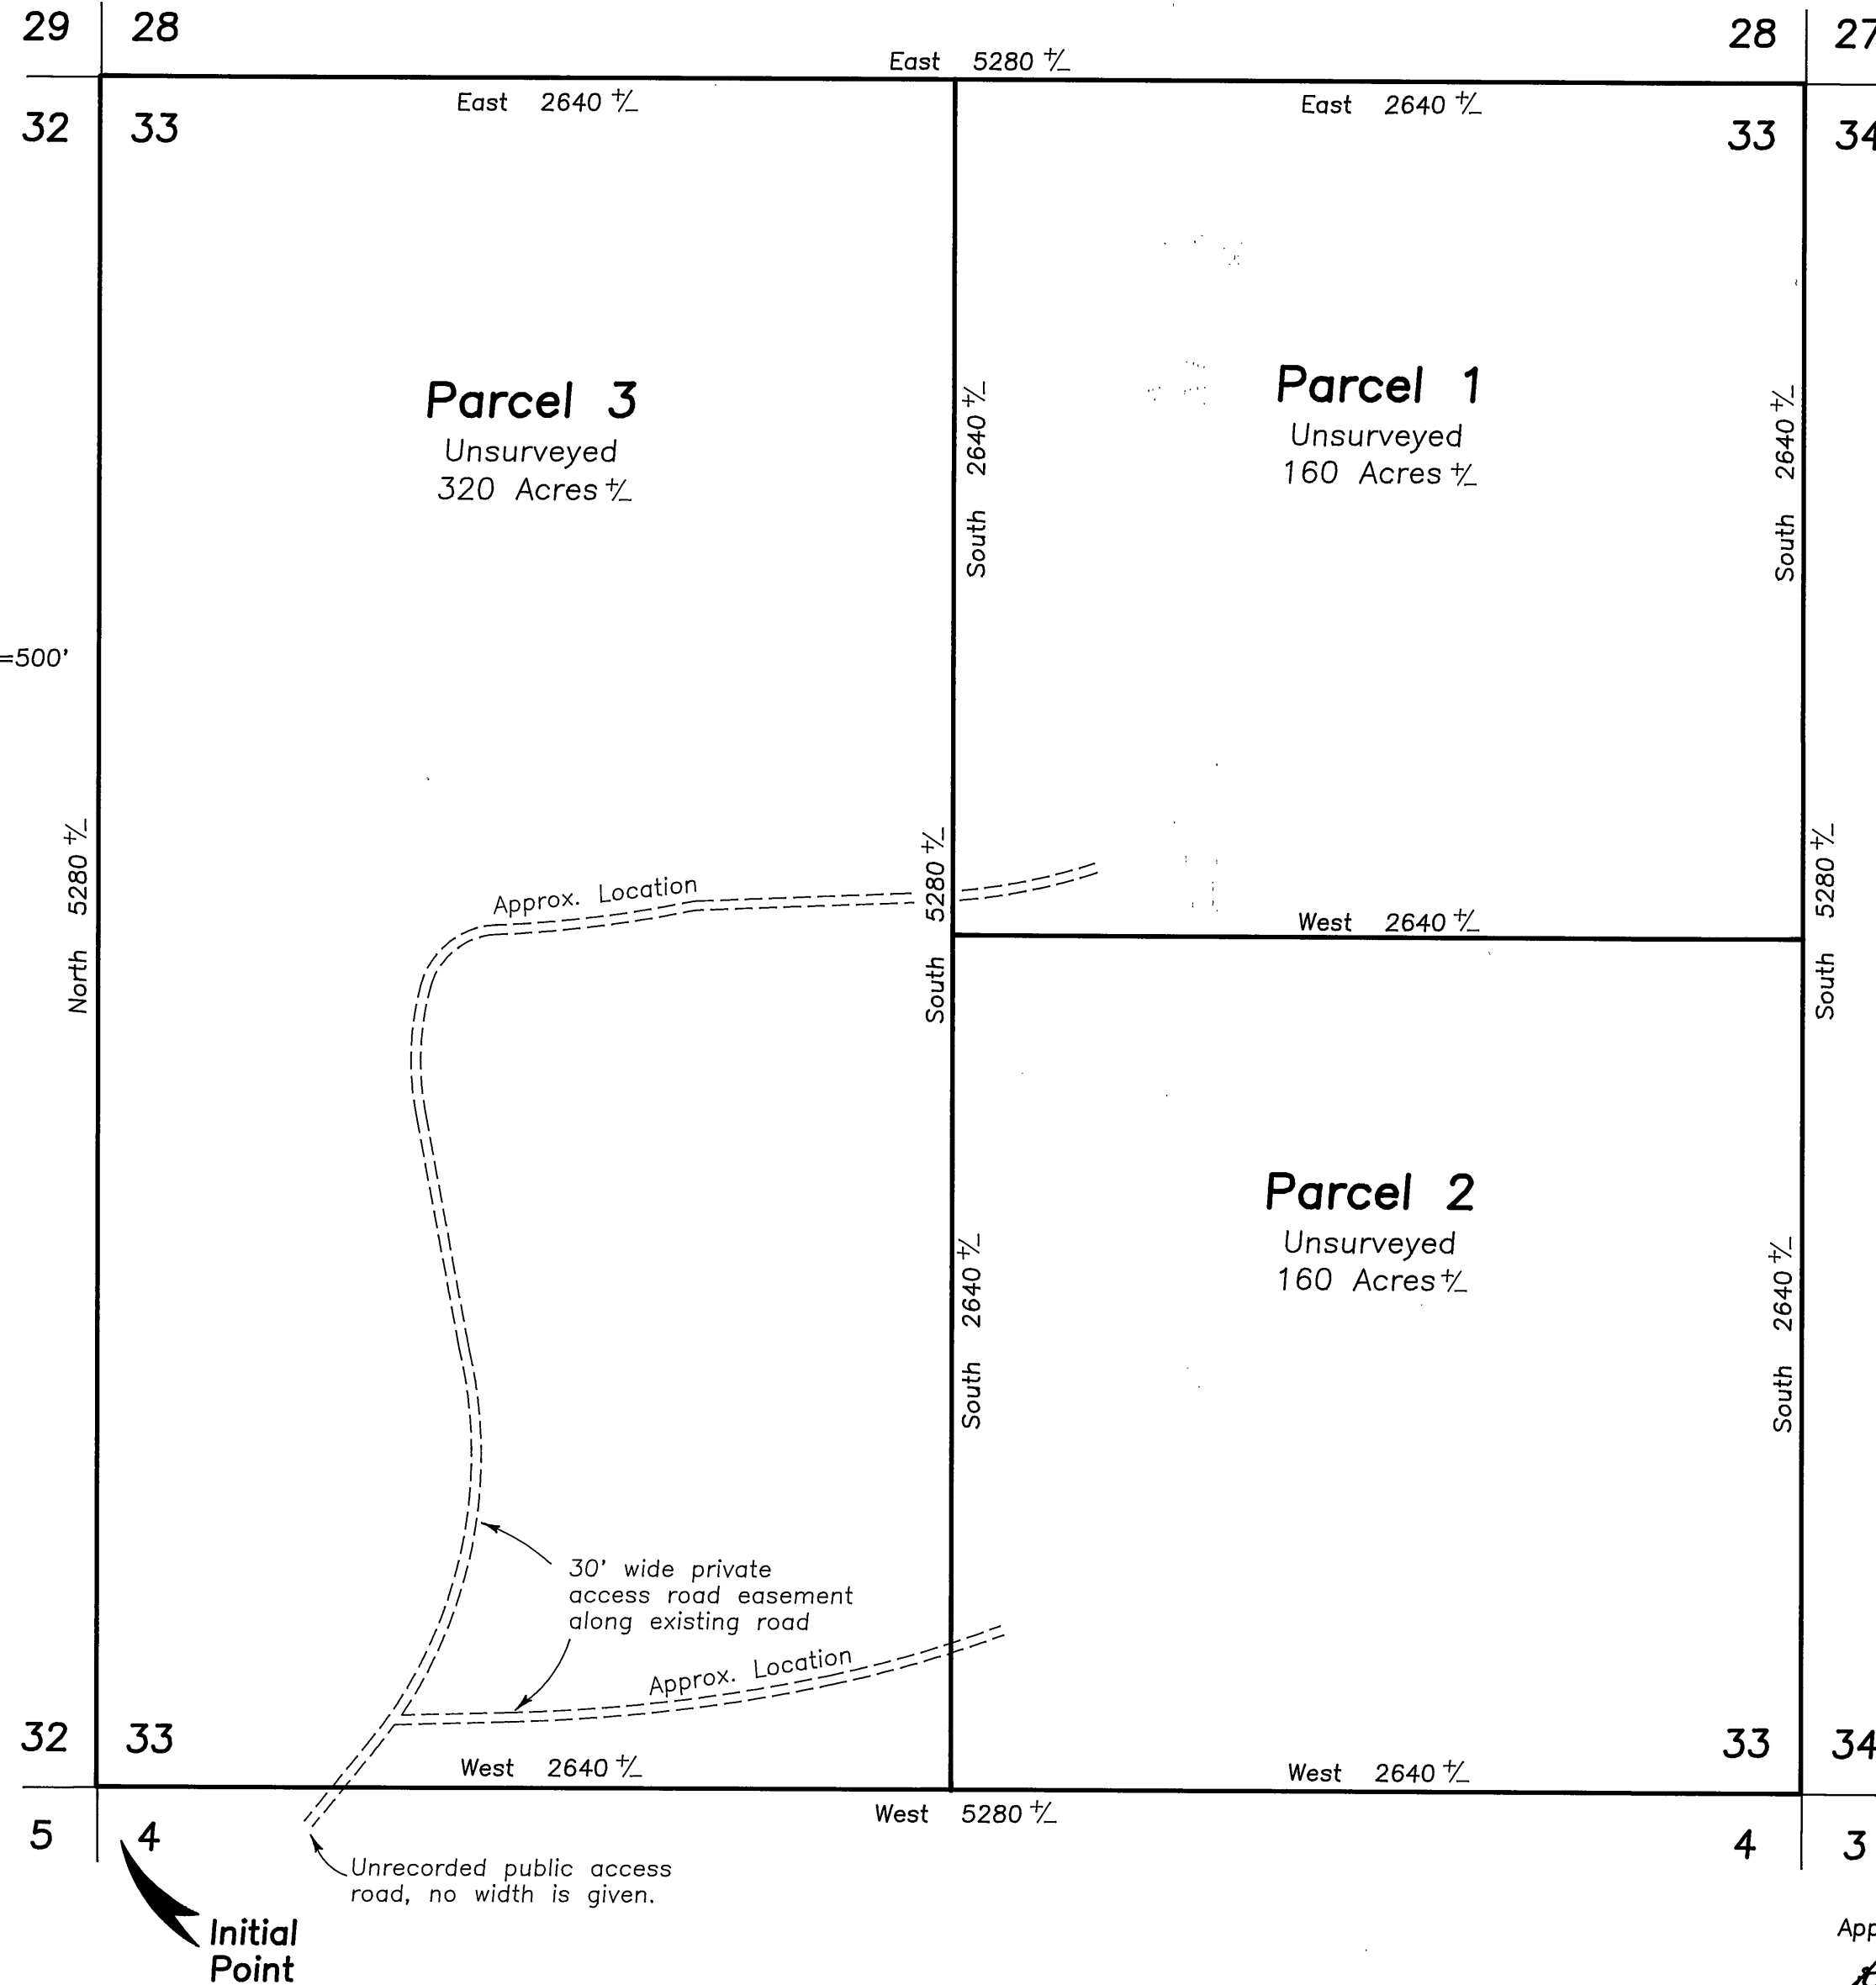 29 28
28 27
East 5280 +/-
East 2640 +/-
East 2640 +/-
32 33
33 34
Parcel 3
Unsurveyed
320 Acres +/-
Parcel 1
Unsurveyed
160 Acres +/-
South 2640 +/-
South 2640 +/-
=500'
North 5280 +/-
Approx. Location
South 5280 +/-
West 2640 +/-
South 5280 +/-
Parcel 2
Unsurveyed
160 Acres +/-
South 2640 +/-
South 2640 +/-
30' wide private
access road easement
along existing road
Approx. Location
32 33
33 34
West 2640 +/-
West 2640 +/-
West 5280 +/-
5 4
4 3
Unrecorded public access
road, no width is given.
Initial
Point
App